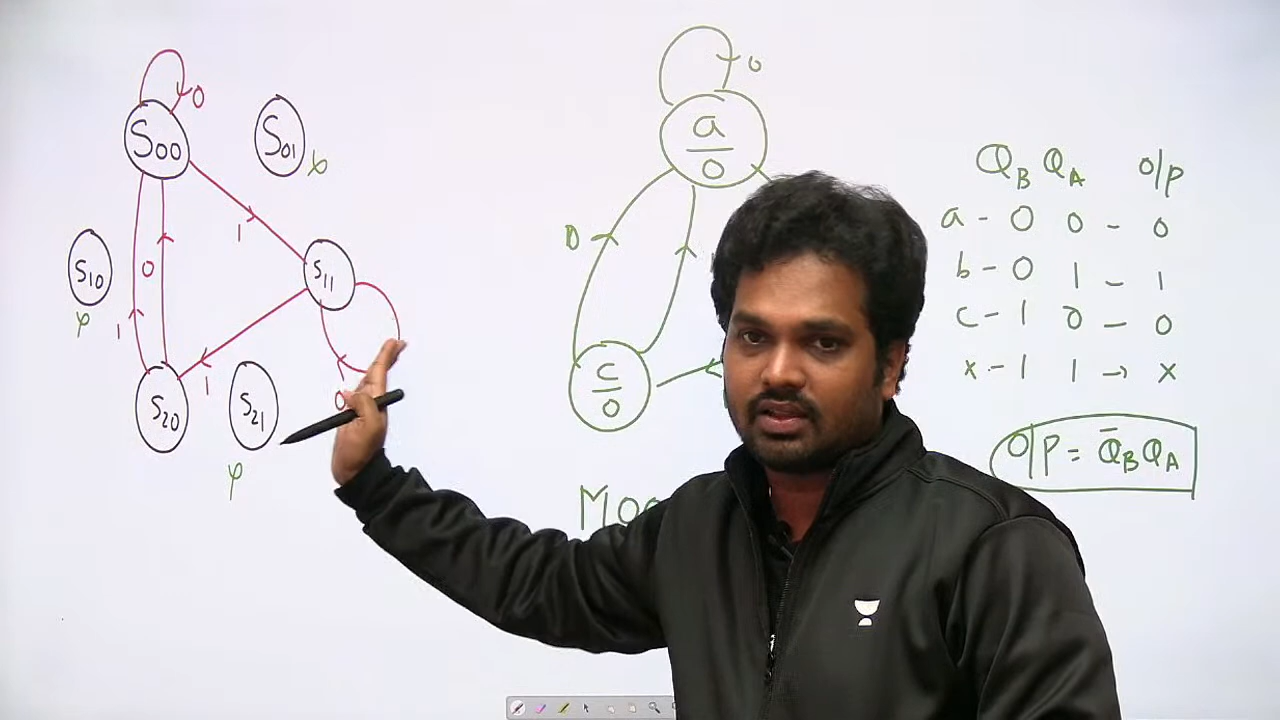 0
S00
S01
φ
1
S10
φ
0
1
S11
1
0
S20
S21
φ
0
a
0
0
c
0
QB QA o/p
a - 0 0 - 0
b - 0 1 - 1
c - 1 0 - 0
x - 1 1 → x
o/p = Q̅B QA